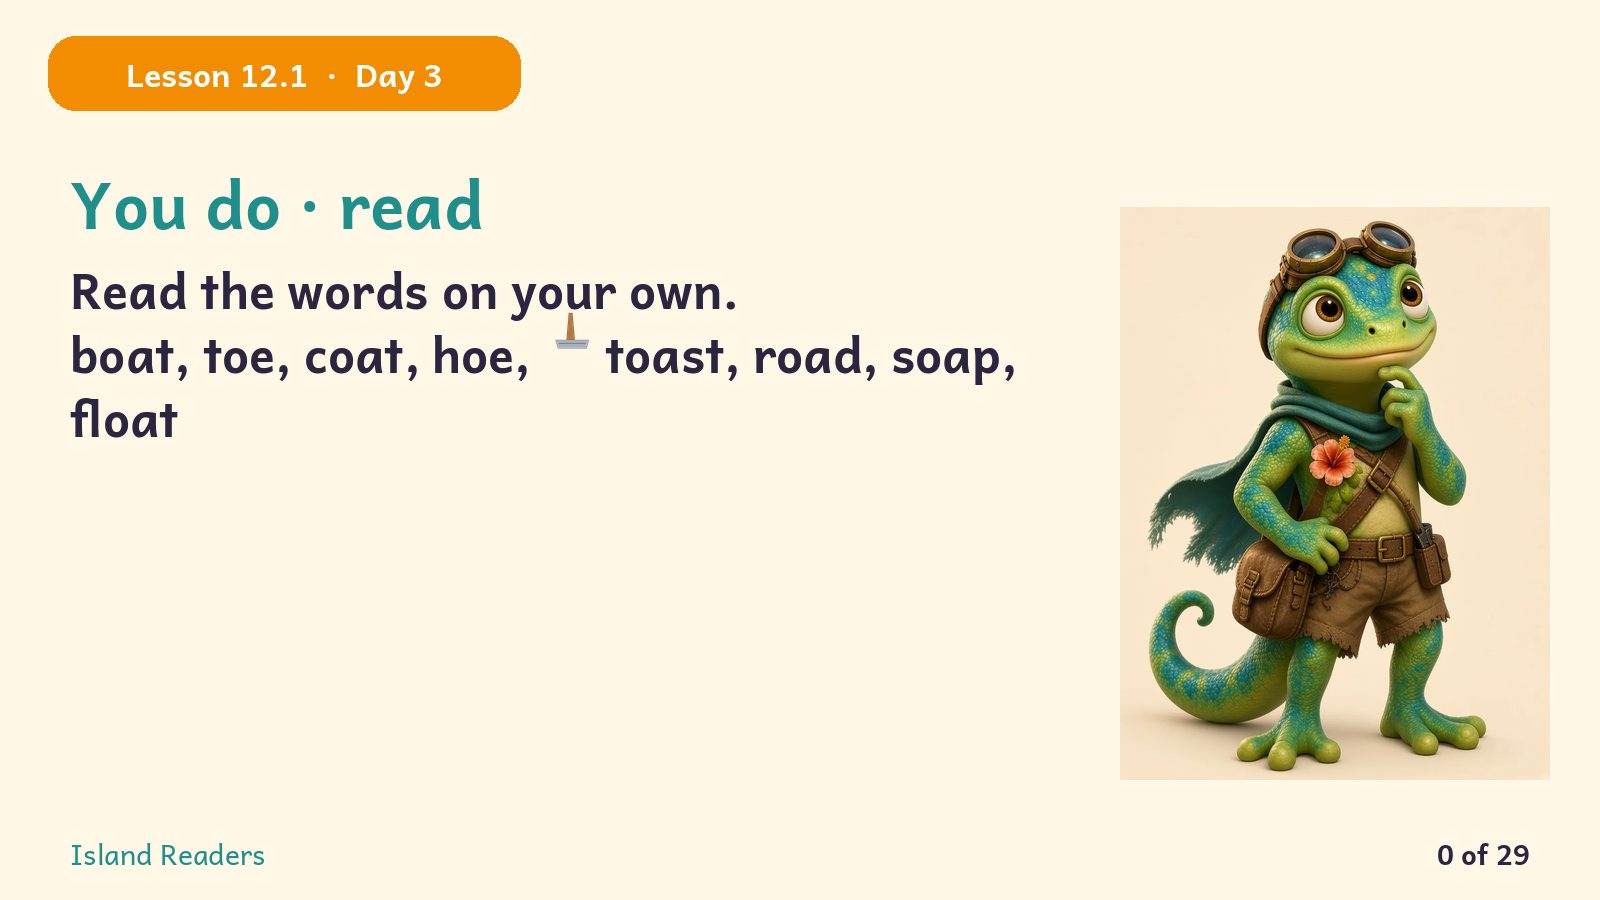 Lesson 12.1 · Day 3
You do · read
Read the words on your own.
boat, toe, coat, hoe, toast, road, soap,
float
Island Readers
0 of 29